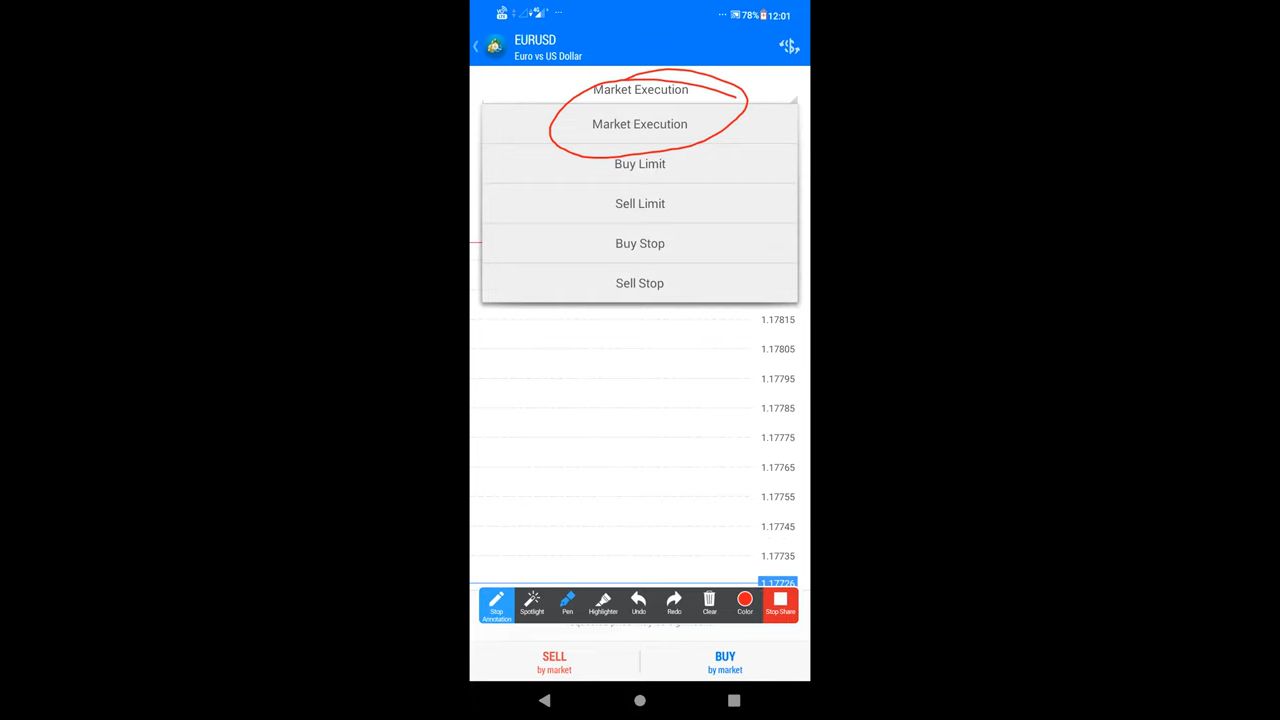 78% 12:01
EURUSD
Euro vs US Dollar
Market Execution
Market Execution
Buy Limit
Sell Limit
Buy Stop
Sell Stop
1.17815
1.17805
1.17795
1.17785
1.17775
1.17765
1.17755
1.17745
1.17735
1.17726
Stop Annotation
Spotlight
Pen
Highlighter
Undo
Redo
Clear
Color
Stop Share
SELL
by market
BUY
by market